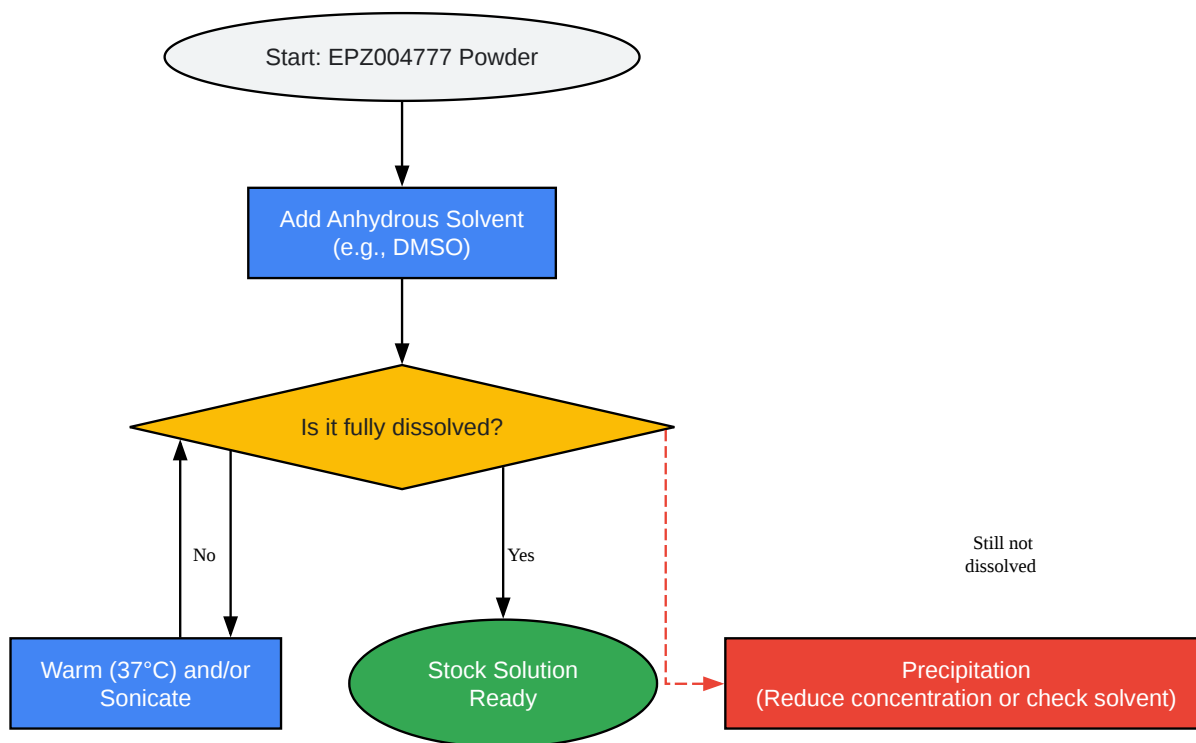 Start: EPZ004777 Powder
Add Anhydrous Solvent
(e.g., DMSO)
Is it fully dissolved?
No
Yes
Still not
dissolved
Warm (37°C) and/or
Sonicate
Stock Solution
Ready
Precipitation
(Reduce concentration or check solvent)